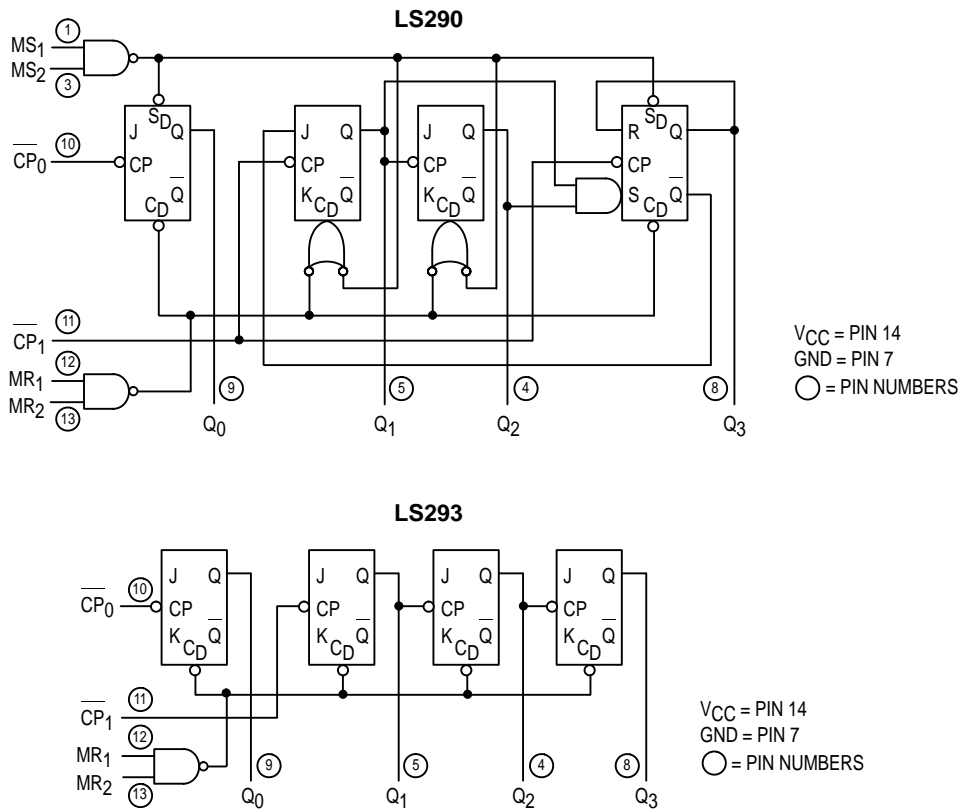 LS290
MS1
1
MS2
3
SD
J Q
CP0
10
CP
Q
CD
J Q
CP
K Q
CD
J Q
CP
K Q
CD
SD
R Q
CP
S Q
CD
CP1
11
MR1
12
MR2
13
9
5
4
8
Q0
Q1
Q2
Q3
VCC = PIN 14
GND = PIN 7
= PIN NUMBERS
LS293
CP0
10
J Q
CP
K Q
CD
J Q
CP
K Q
CD
J Q
CP
K Q
CD
J Q
CP
K Q
CD
CP1
11
MR1
12
MR2
13
9
5
4
8
Q0
Q1
Q2
Q3
VCC = PIN 14
GND = PIN 7
= PIN NUMBERS